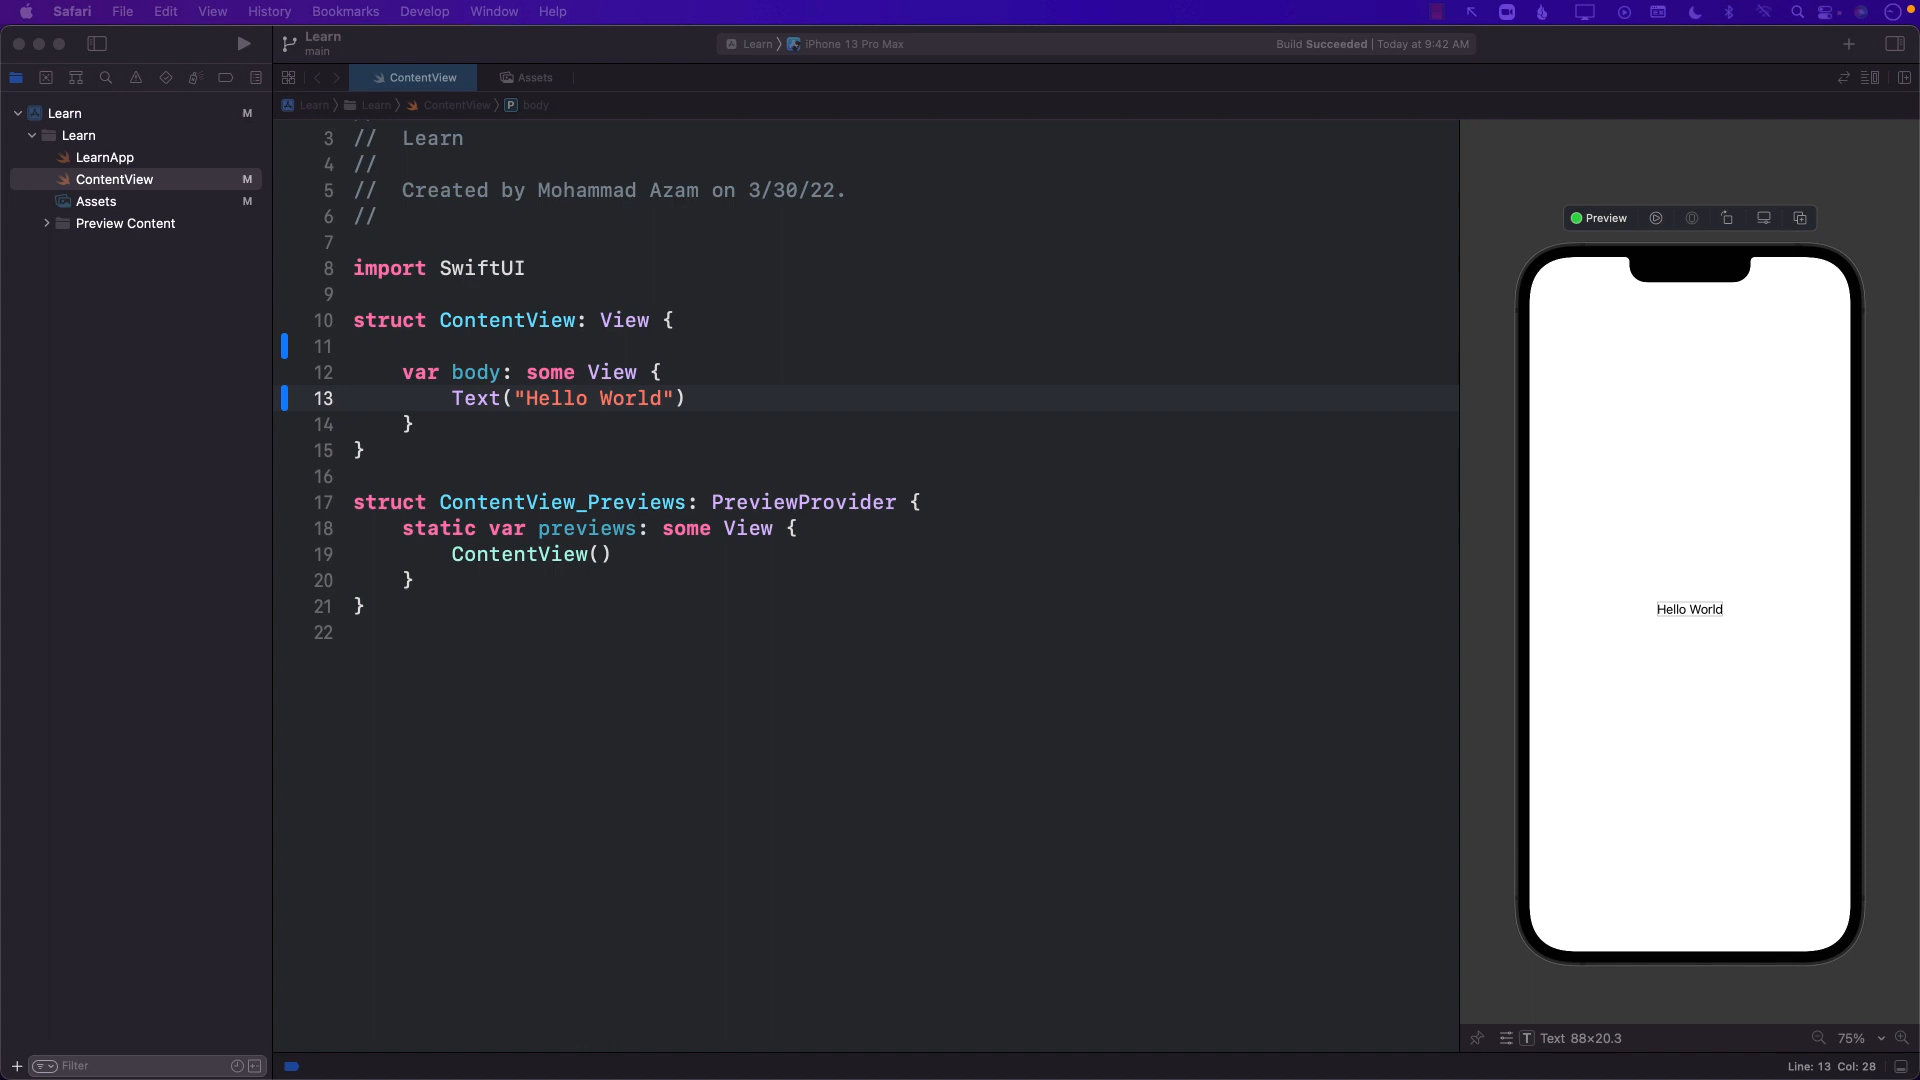 Safari File Edit View History Bookmarks Develop Window Help
Learn
main
Learn iPhone 13 Pro Max
Build Succeeded | Today at 9:42 AM
ContentView
Assets
Learn Learn ContentView P body
Learn M
Learn
LearnApp
ContentView M
Assets M
Preview Content
3 // Learn
4 //
5 // Created by Mohammad Azam on 3/30/22.
6 //
7
8 import SwiftUI
9
10 struct ContentView: View {
11
12 var body: some View {
13 Text("Hello World")
14 }
15 }
16
17 struct ContentView_Previews: PreviewProvider {
18 static var previews: some View {
19 ContentView()
20 }
21 }
22
Preview
Hello World
T Text 88×20.3
75%
Filter
Line: 13 Col: 28